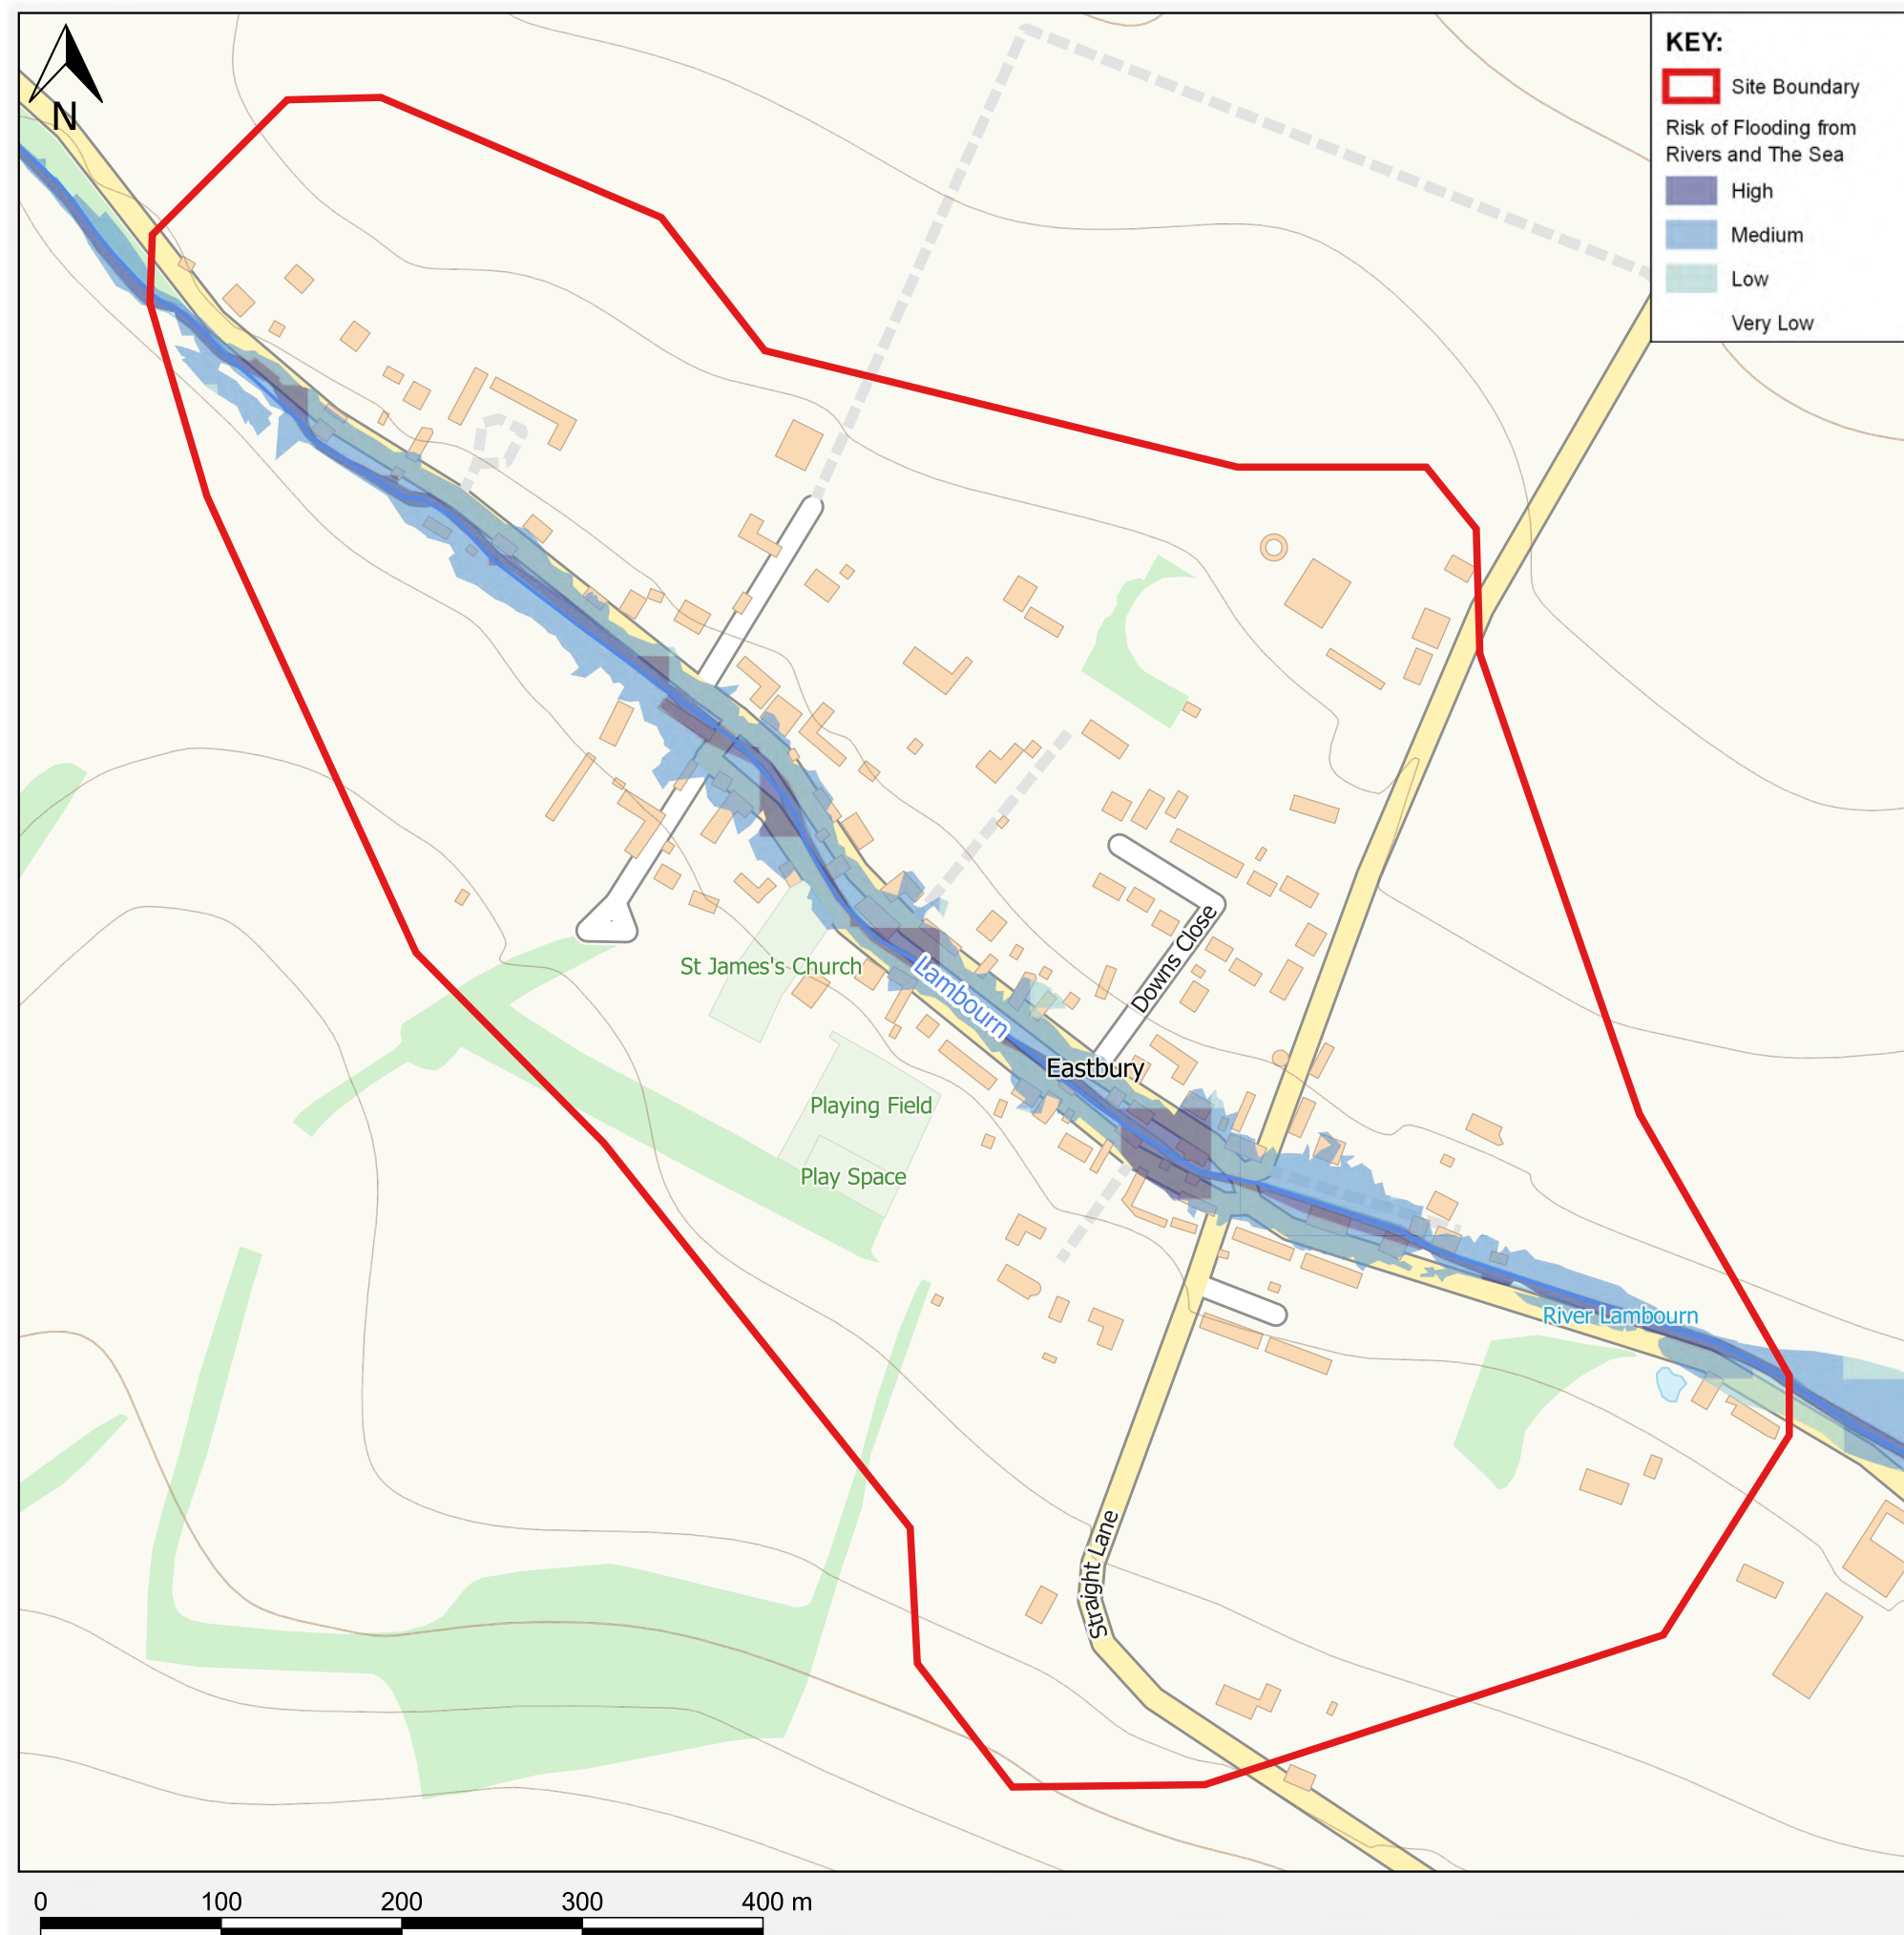 KEY:
Site Boundary
Risk of Flooding from
Rivers and The Sea
High
Medium
Low
Very Low
N
Downs Close
St James's Church
Lambourn
Eastbury
Playing Field
Play Space
River Lambourn
Straight Lane
0 100 200 300 400 m